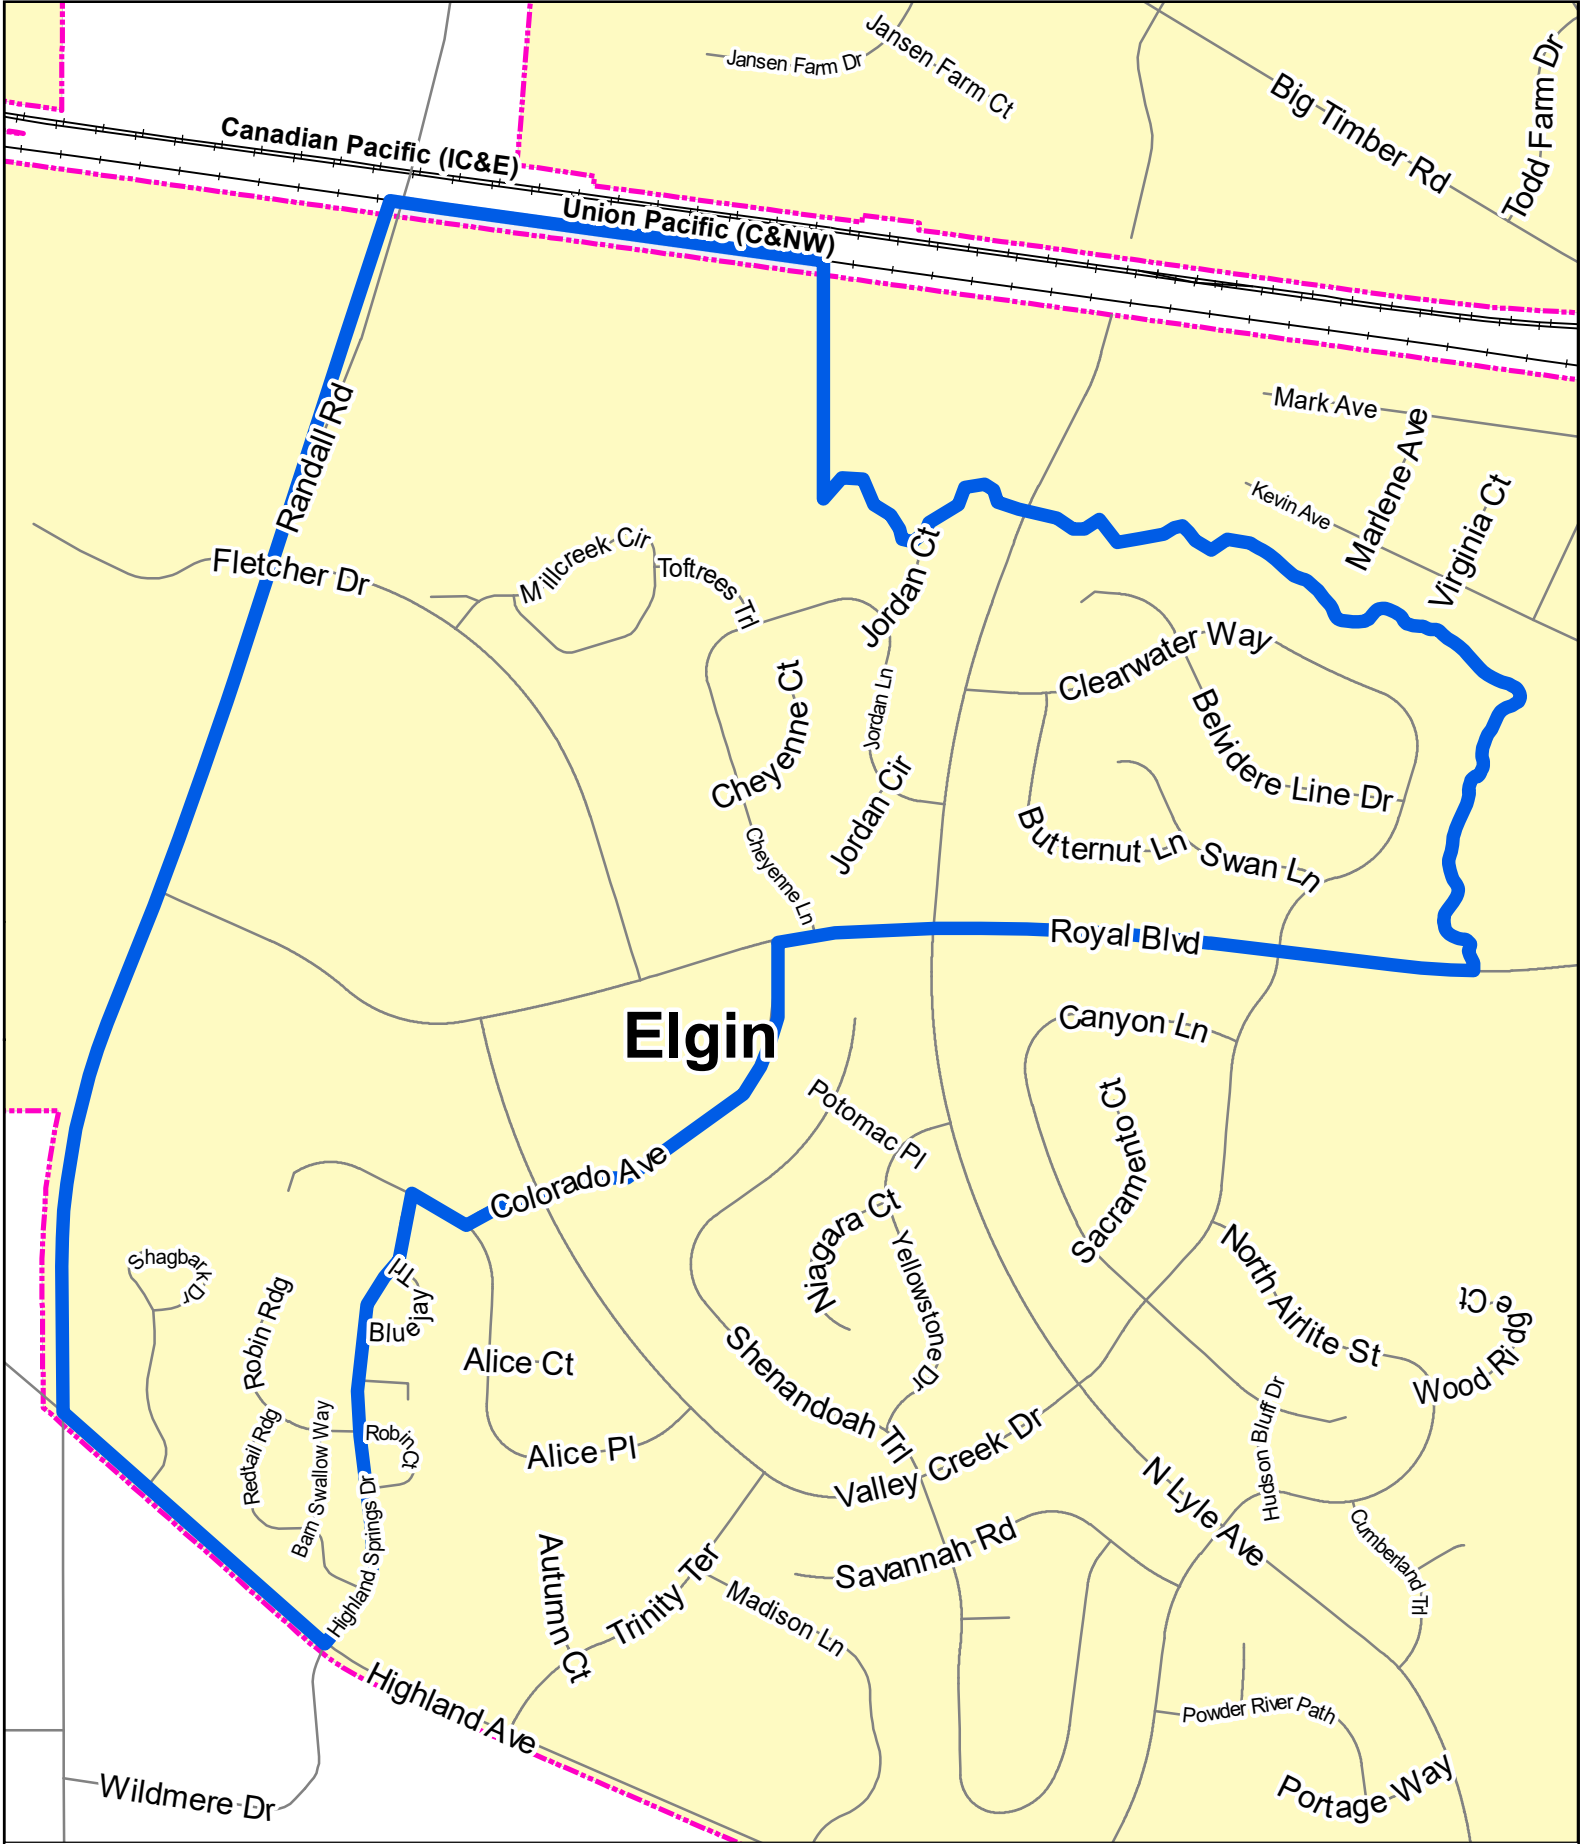 Jansen Farm Dr
Jansen Farm Ct
Big Timber Rd
Todd Farm Dr
Canadian Pacific (IC&E)
Union Pacific (C&NW)
Randall Rd
Mark Ave
Marlene Ave
Kevin Ave
Virginia Ct
Fletcher Dr
Millcreek Cir
Toftrees Trl
Jordan Ct
Cheyenne Ct
Jordan Ln
Jordan Cir
Cheyenne Ln
Clearwater Way
Belvidere Line Dr
Butternut Ln
Swan Ln
Royal Blvd
Elgin
Canyon Ln
Potomac Pl
Sacramento Ct
Colorado Ave
Niagara Ct
Yellowstone Dr
North Airlite St
Wood Ridge Ct
Shagbark Dr
Robin Rdg
Bluejay Trl
Alice Ct
Shenandoah Trl
Hudson Bluff Dr
Redtail Rdg
Barn Swallow Way
Robin Ct
Alice Pl
Valley Creek Dr
N Lyle Ave
Highland Springs Dr
Autumn Ct
Trinity Ter
Madison Ln
Savannah Rd
Cumberland Trl
Highland Ave
Powder River Path
Portage Way
Wildmere Dr